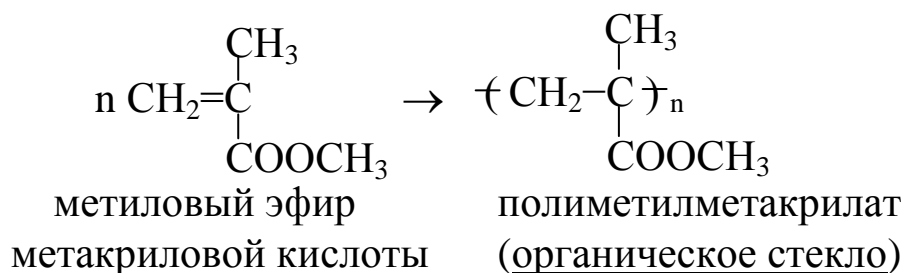 CH₃ CH₃
n CH₂=C → ( CH₂–C )n
COOCH₃ COOCH₃
метиловый эфир полиметилметакрилат
метакриловой кислоты (органическое стекло)